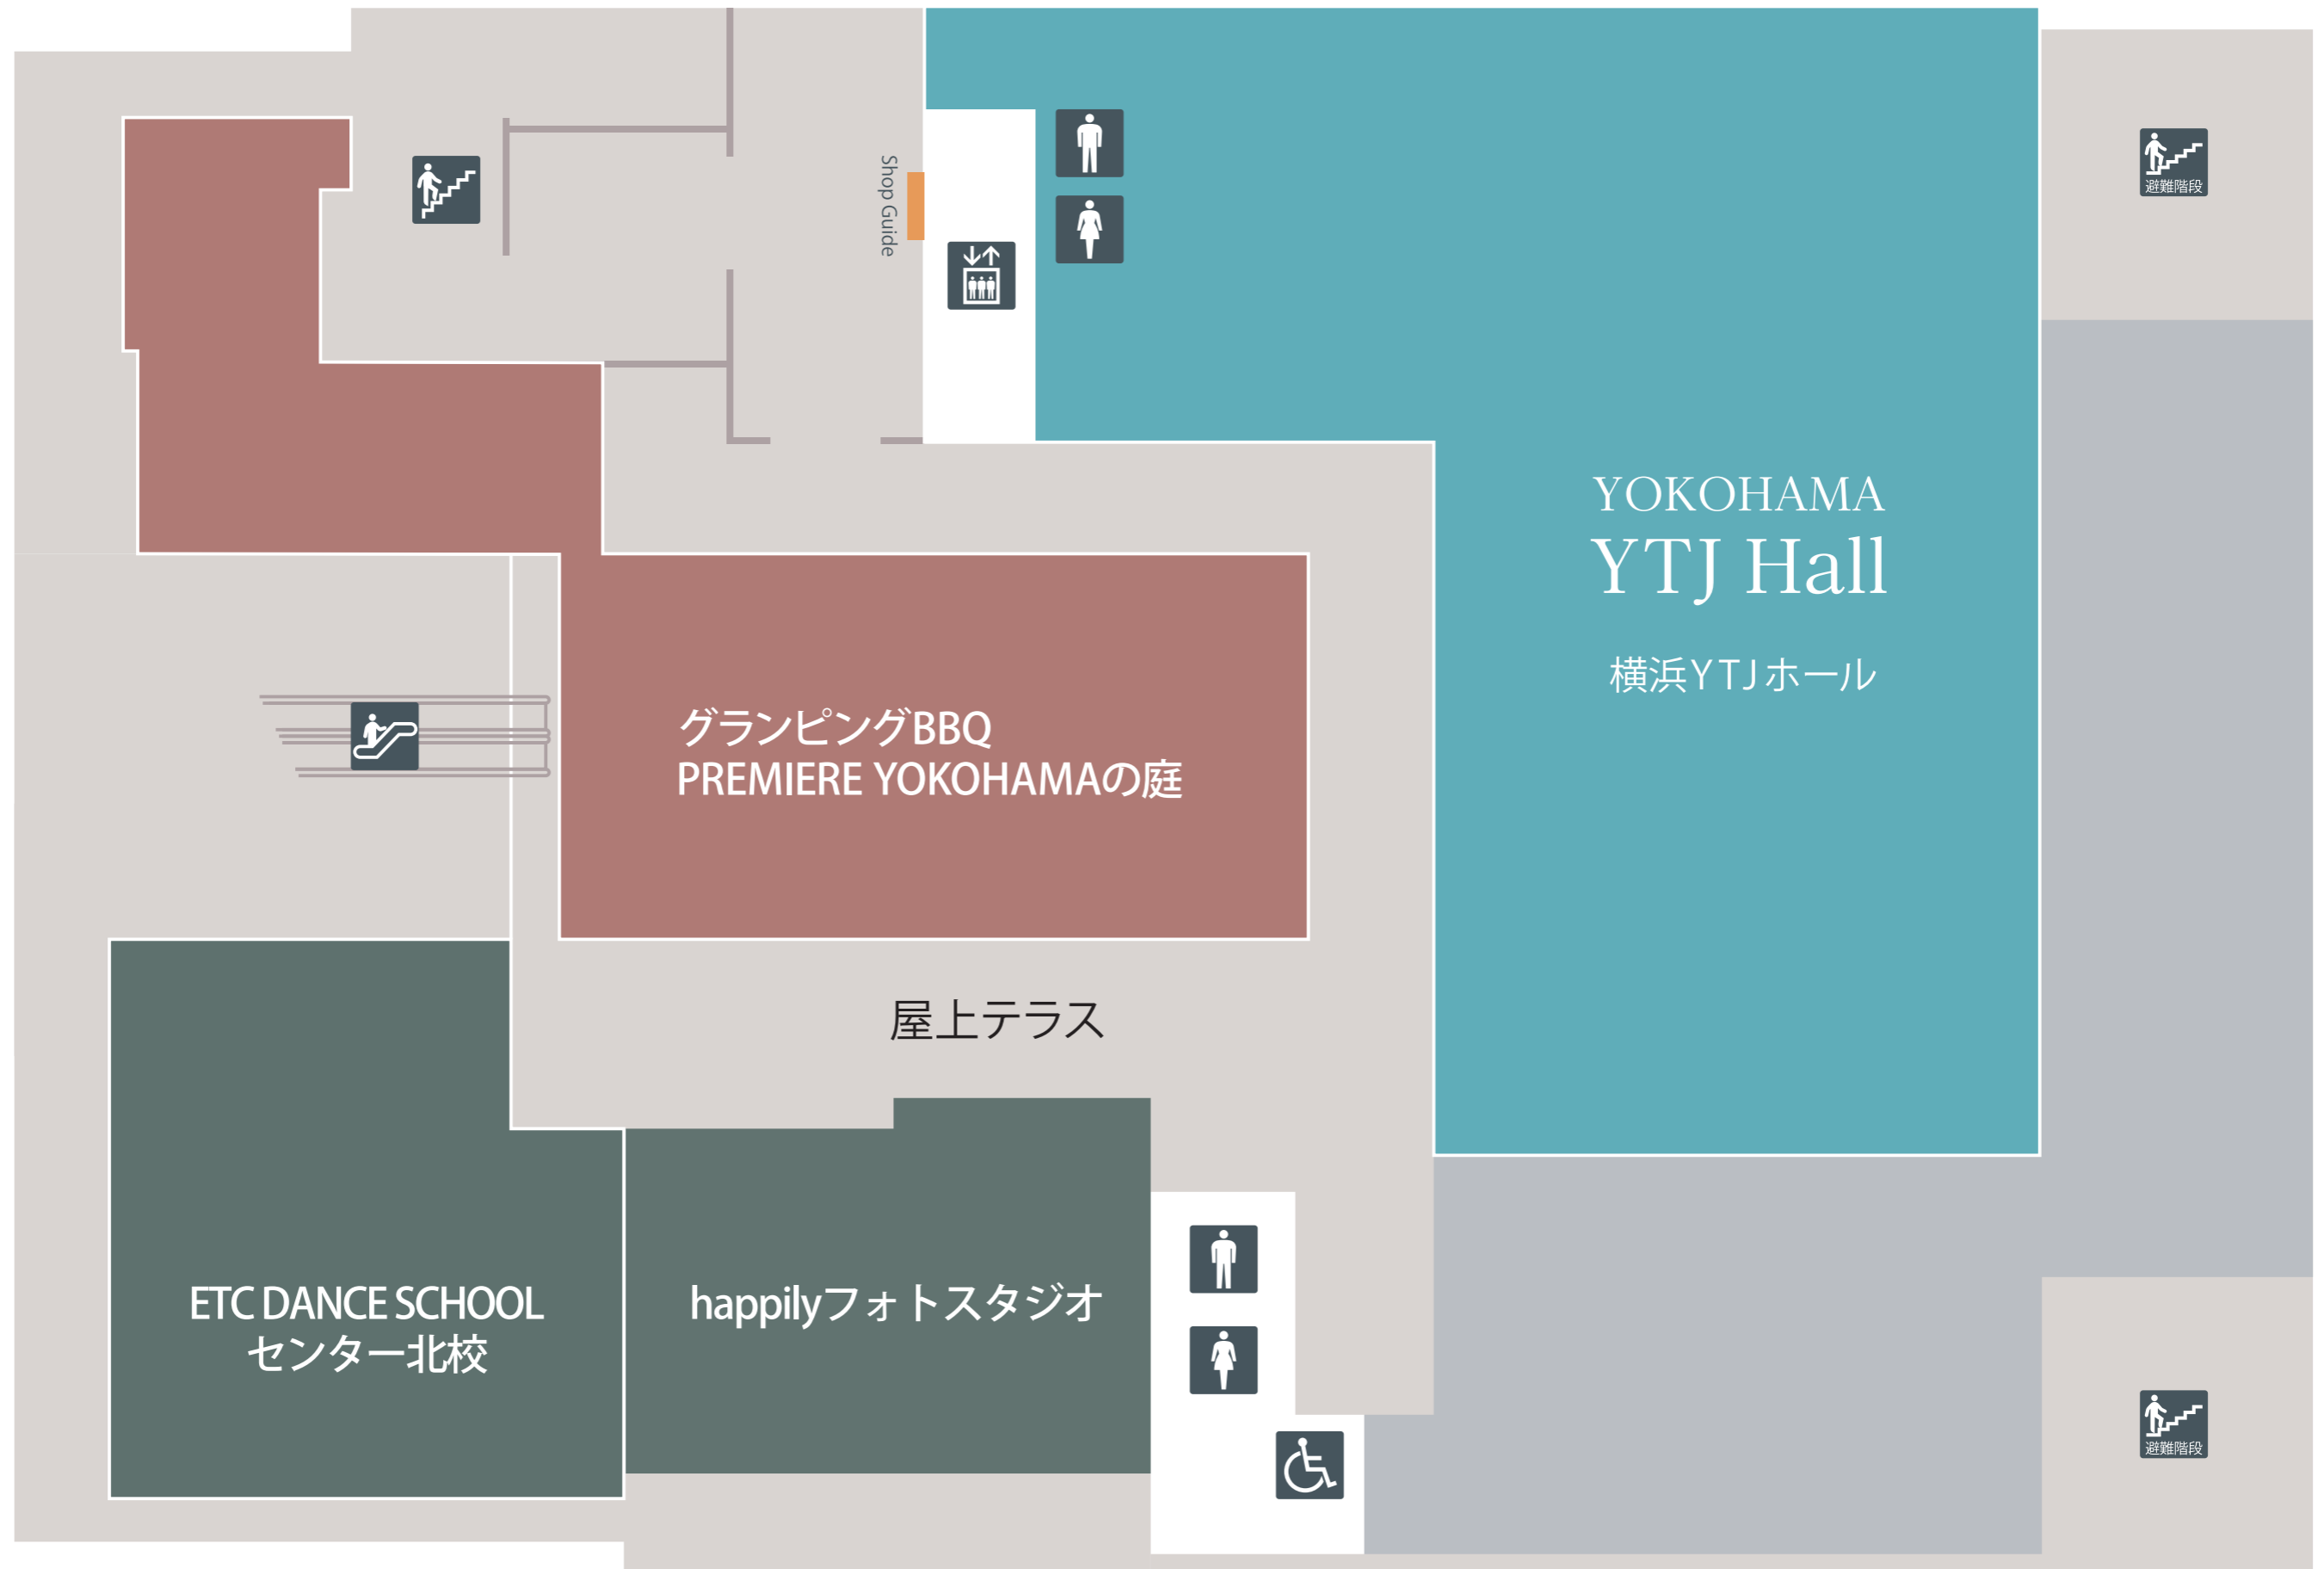 Shop Guide
避難階段
YOKOHAMA
YTJ Hall
横浜YTJホール
グランピングBBQ
PREMIERE YOKOHAMAの庭
屋上テラス
ETC DANCE SCHOOL
センター北校
happilyフォトスタジオ
避難階段